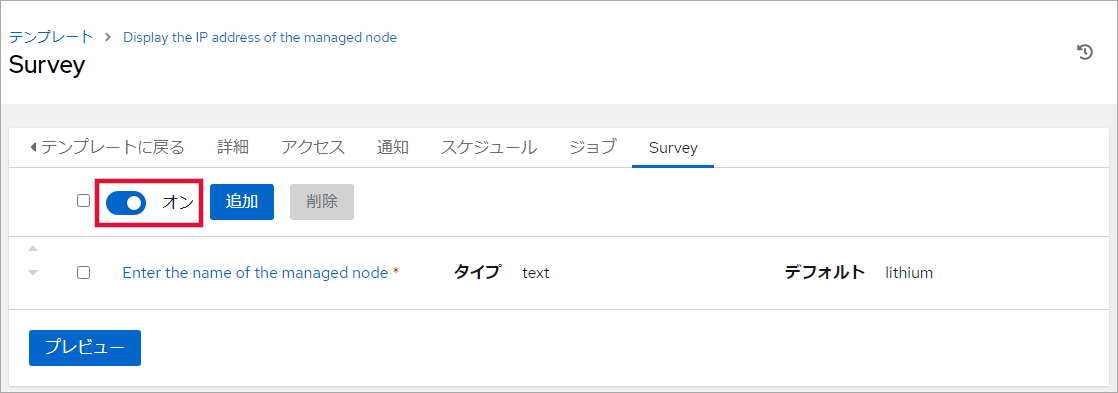 テンプレート > Display the IP address of the managed node
Survey
テンプレートに戻る 詳細 アクセス 通知 スケジュール ジョブ Survey
オン 追加 削除
Enter the name of the managed node * タイプ text デフォルト lithium
プレビュー